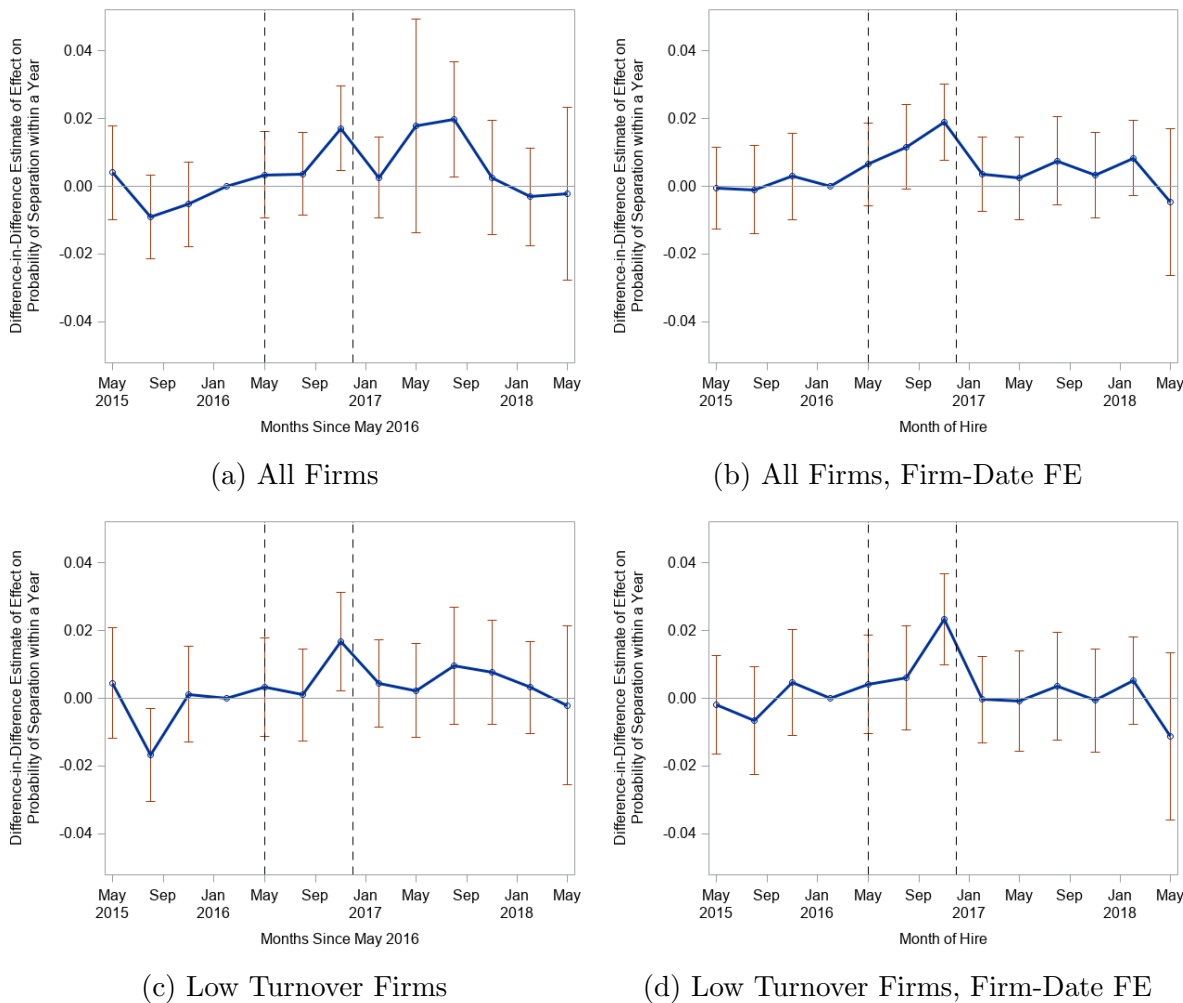 Difference-in-Difference Estimate of Effect on
Probability of Separation within a Year
0.04
0.02
0.00
-0.02
-0.04
May Sep Jan May Sep Jan May Sep Jan May
2015 2016 2017 2018
Months Since May 2016
(a) All Firms
Difference-in-Difference Estimate of Effect on
Probability of Separation within a Year
0.04
0.02
0.00
-0.02
-0.04
May Sep Jan May Sep Jan May Sep Jan May
2015 2016 2017 2018
Month of Hire
(b) All Firms, Firm-Date FE
Difference-in-Difference Estimate of Effect on
Probability of Separation within a Year
0.04
0.02
0.00
-0.02
-0.04
May Sep Jan May Sep Jan May Sep Jan May
2015 2016 2017 2018
Months Since May 2016
(c) Low Turnover Firms
Difference-in-Difference Estimate of Effect on
Probability of Separation within a Year
0.04
0.02
0.00
-0.02
-0.04
May Sep Jan May Sep Jan May Sep Jan May
2015 2016 2017 2018
Month of Hire
(d) Low Turnover Firms, Firm-Date FE